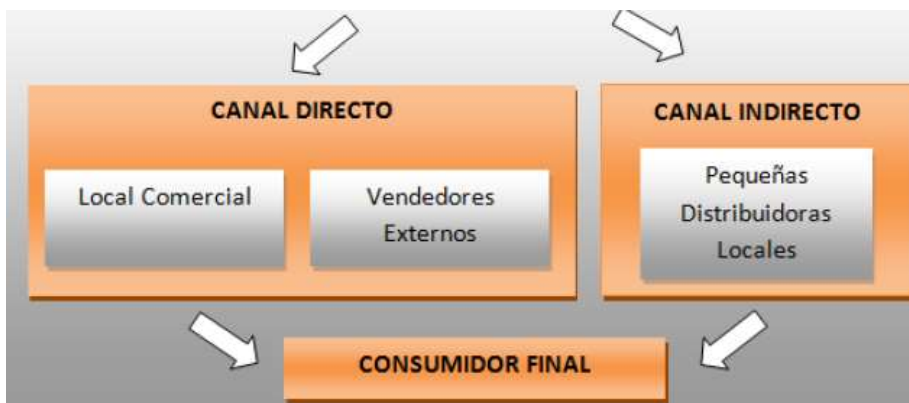 CANAL DIRECTO
Local Comercial
Vendedores
Externos
CANAL INDIRECTO
Pequeñas
Distribuidoras
Locales
CONSUMIDOR FINAL